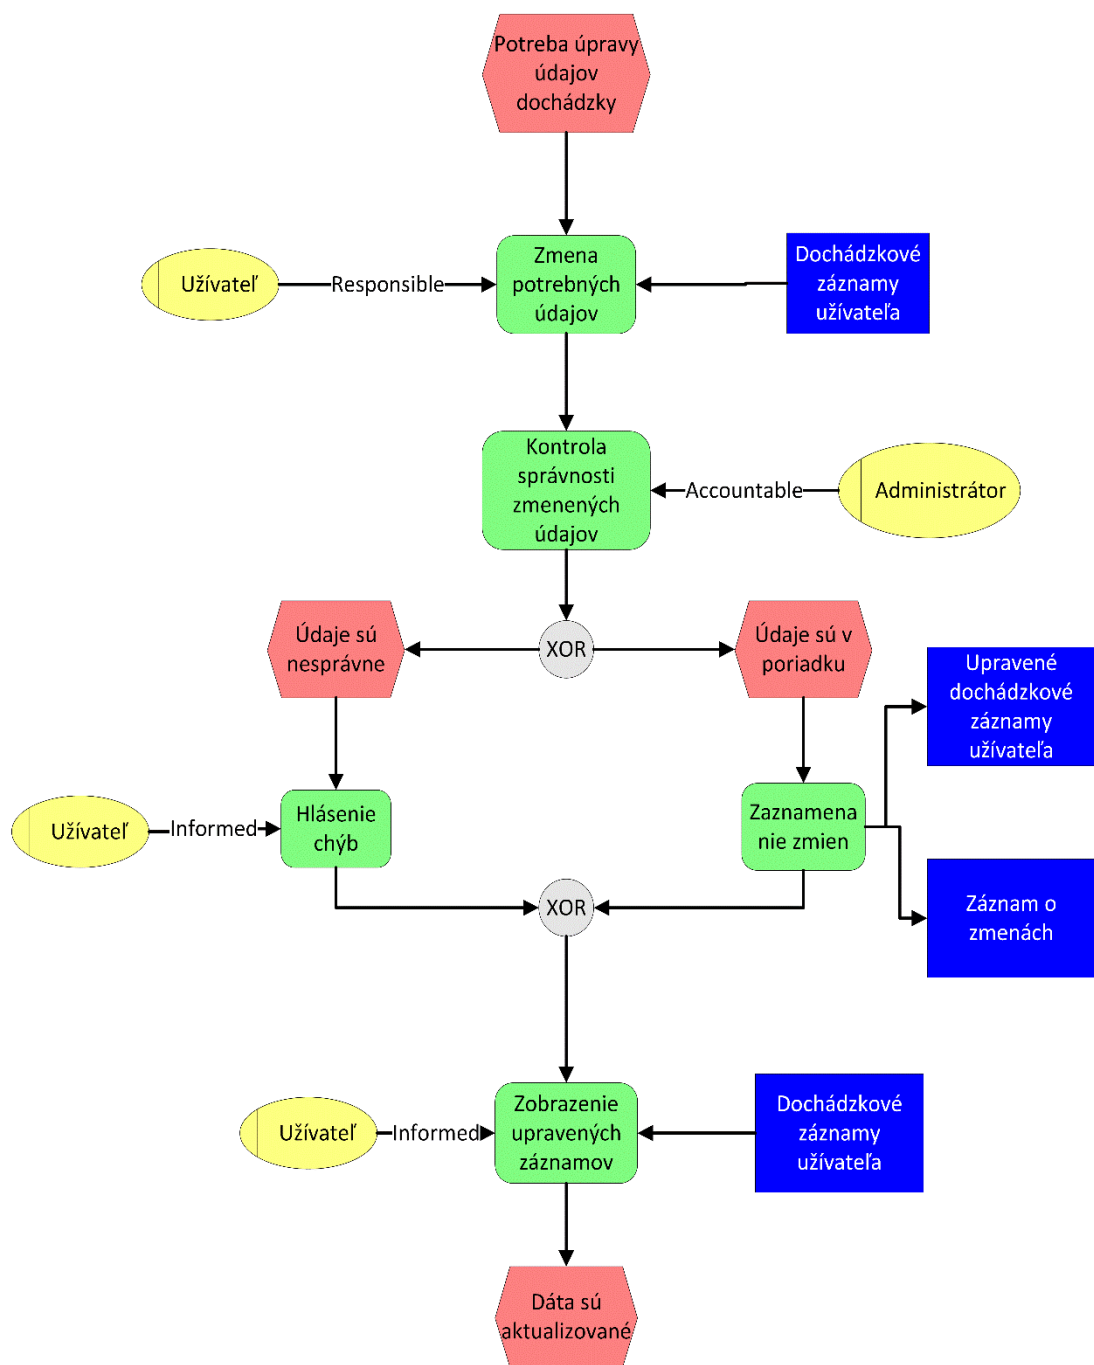 Potreba úpravy
údajov
dochádzky
Užívateľ
Responsible
Zmena
potrebných
údajov
Dochádzkové
záznamy
užívateľa
Kontrola
správnosti
zmenených
údajov
Accountable
Administrátor
Údaje sú
nesprávne
XOR
Údaje sú v
poriadku
Upravené
dochádzkové
záznamy
užívateľa
Užívateľ
Informed
Hlásenie
chýb
Zaznamena
nie zmien
XOR
Záznam o
zmenách
Užívateľ
Informed
Zobrazenie
upravených
záznamov
Dochádzkové
záznamy
užívateľa
Dáta sú
aktualizované